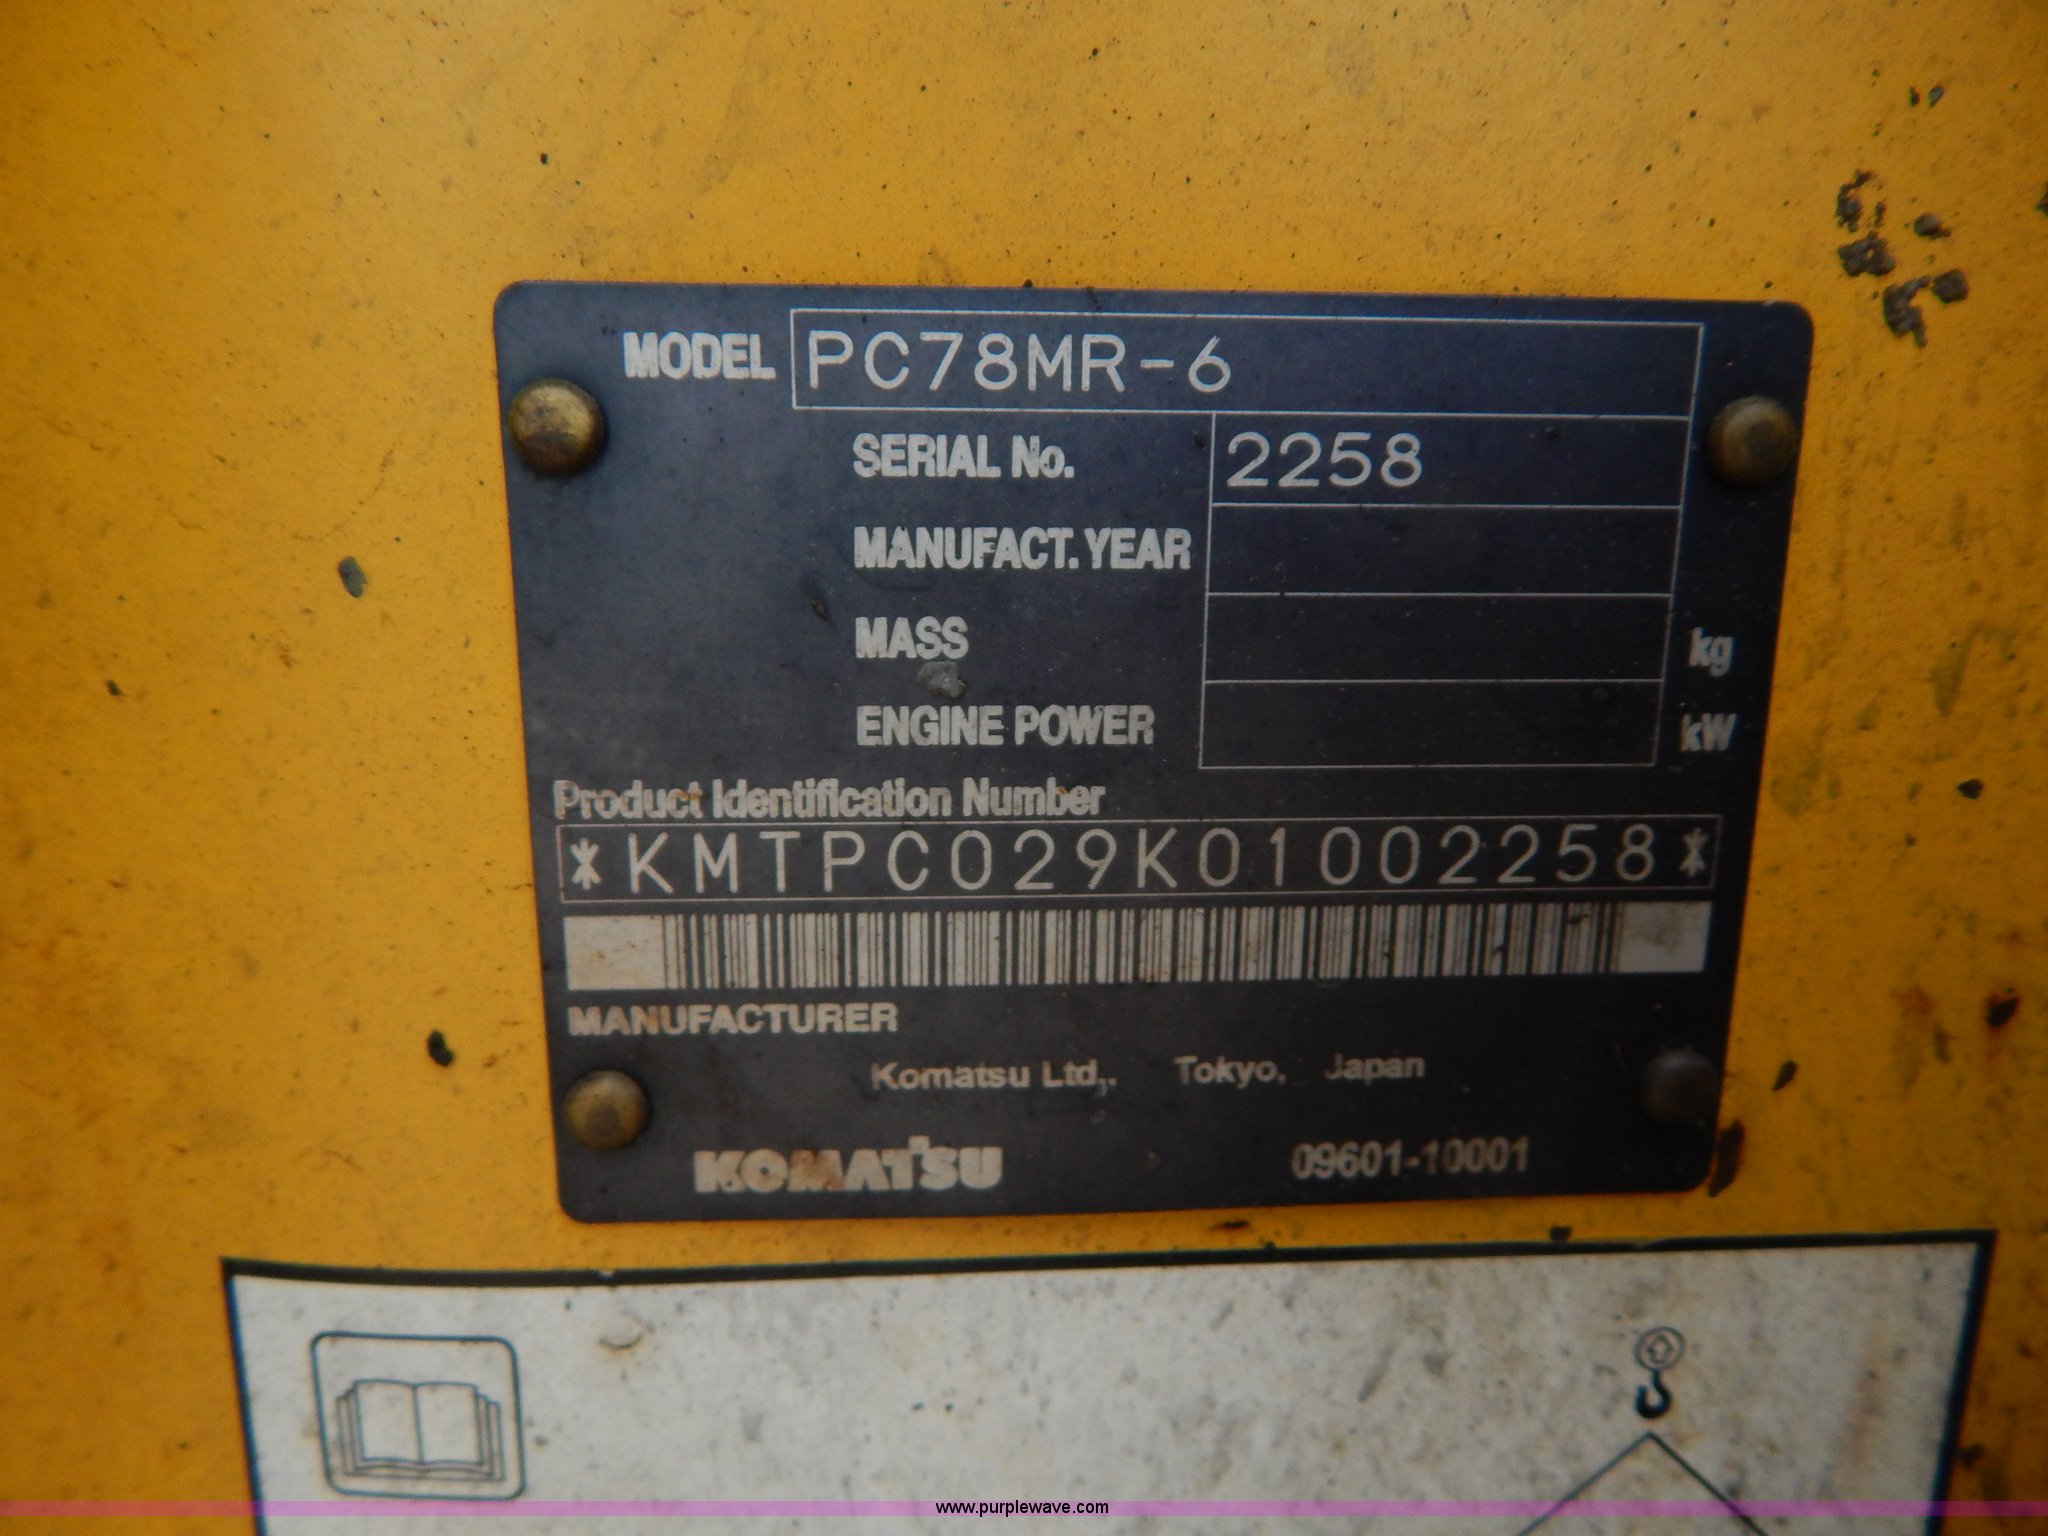 MODEL PC78MR-6
SERIAL No. 2258
MANUFACT. YEAR
MASS kg
ENGINE POWER kW
Product Identification Number
*KMTPC029K01002258*
MANUFACTURER
Komatsu Ltd,. Tokyo, Japan
KOMATSU 09601-10001
www.purplewave.com